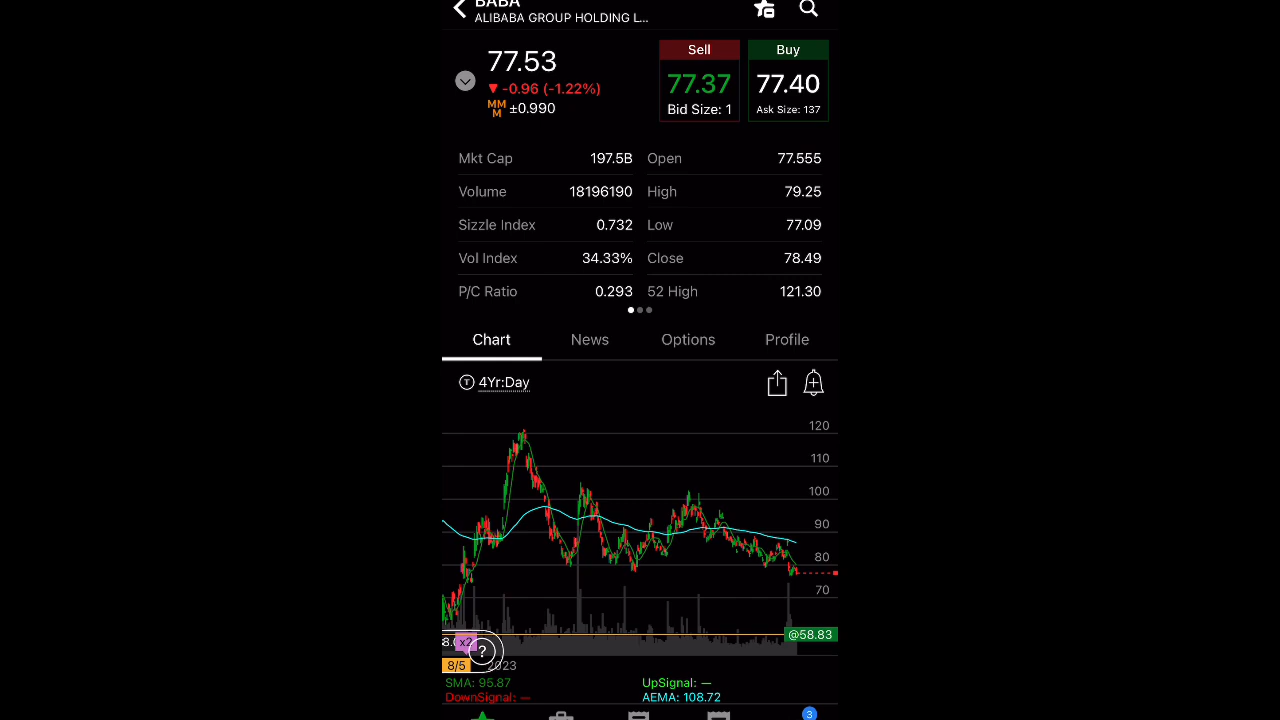 BABA
ALIBABA GROUP HOLDING L...
77.53
-0.96 (-1.22%)
MM
M
±0.990
Sell
77.37
Bid Size: 1
Buy
77.40
Ask Size: 137
Mkt Cap 197.5B Open 77.555
Volume 18196190 High 79.25
Sizzle Index 0.732 Low 77.09
Vol Index 34.33% Close 78.49
P/C Ratio 0.293 52 High 121.30
Chart News Options Profile
T 4Yr:Day
120
110
100
90
80
70
@58.83
x2
?
8/5
2023
SMA: 95.87 UpSignal: —
DownSignal: — AEMA: 108.72
3